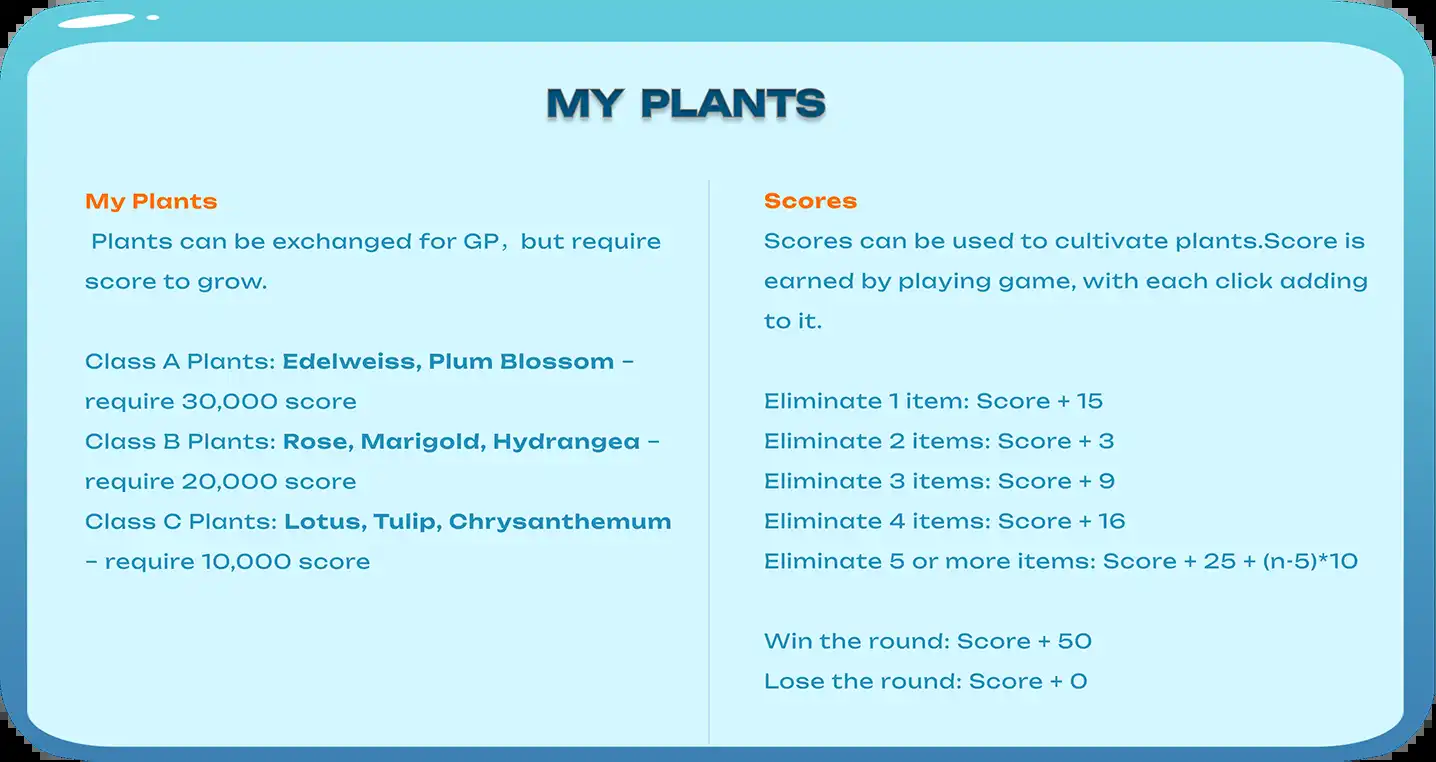 MY PLANTS
My Plants
Plants can be exchanged for GP，but require
score to grow.
Class A Plants: Edelweiss, Plum Blossom –
require 30,000 score
Class B Plants: Rose, Marigold, Hydrangea –
require 20,000 score
Class C Plants: Lotus, Tulip, Chrysanthemum
– require 10,000 score
Scores
Scores can be used to cultivate plants.Score is
earned by playing game, with each click adding
to it.
Eliminate 1 item: Score + 15
Eliminate 2 items: Score + 3
Eliminate 3 items: Score + 9
Eliminate 4 items: Score + 16
Eliminate 5 or more items: Score + 25 + (n-5)*10
Win the round: Score + 50
Lose the round: Score + 0